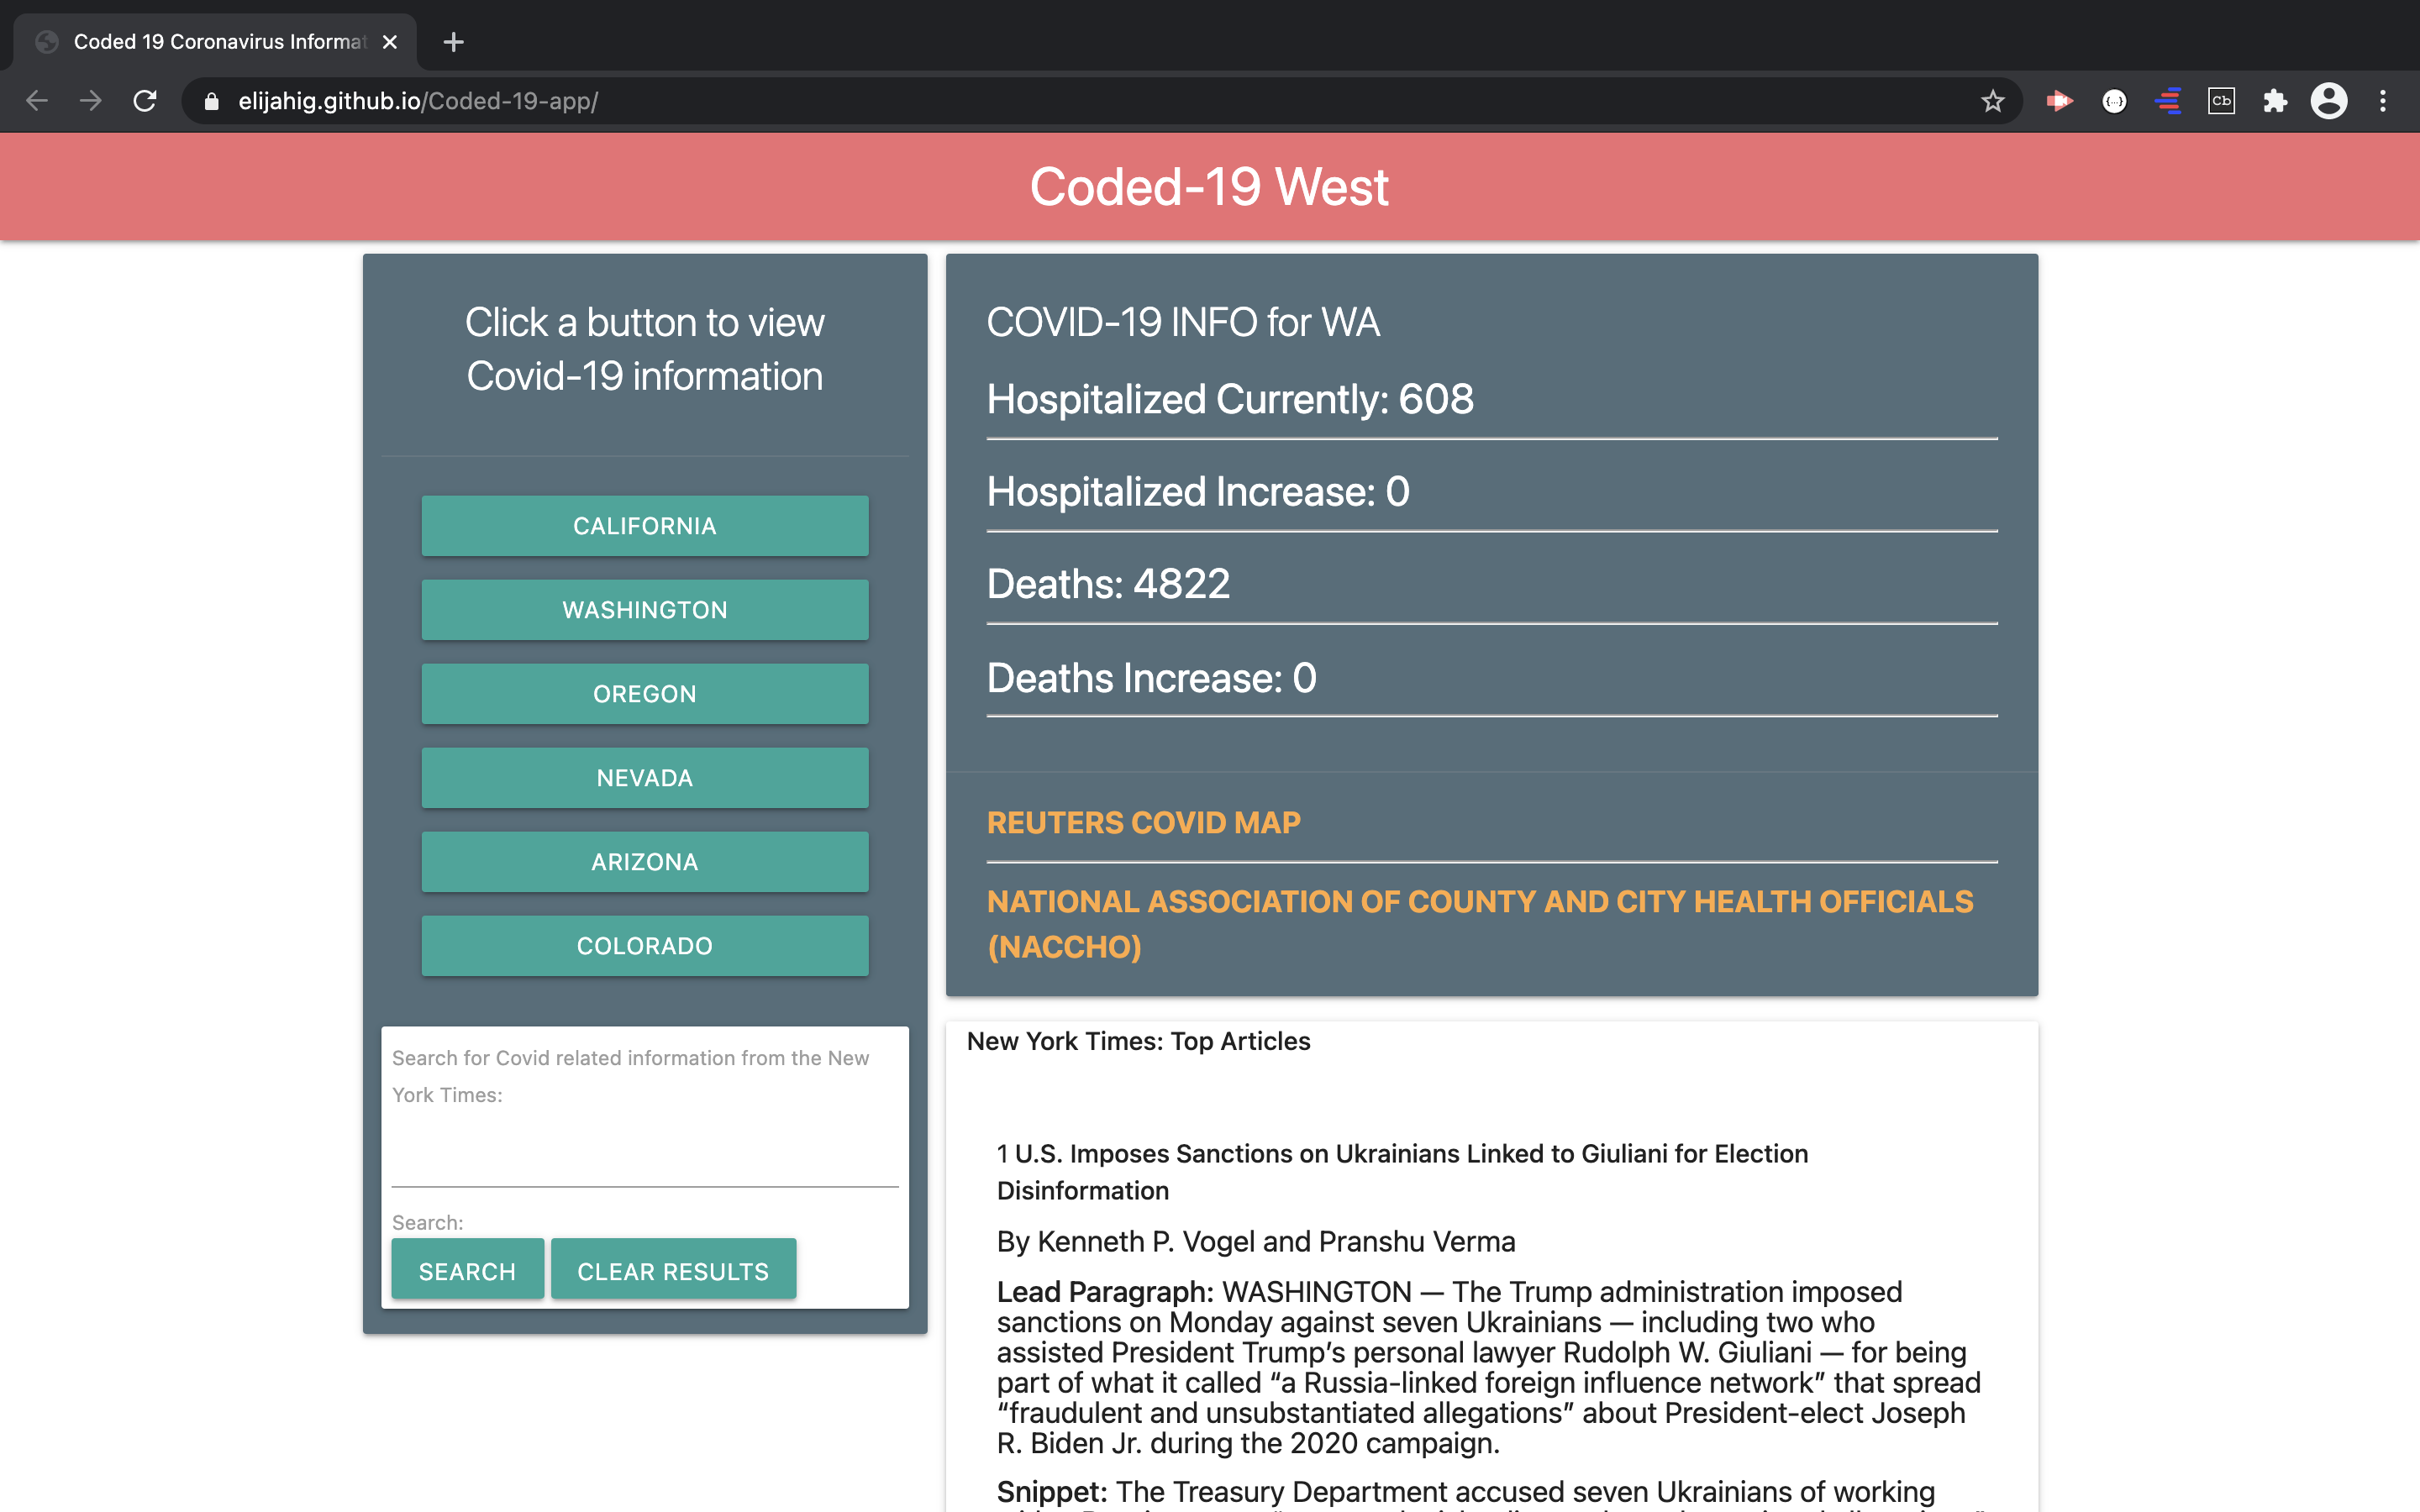 Coded 19 Coronavirus Informat
elijahig.github.io/Coded-19-app/
Cb
Coded-19 West
Click a button to view
Covid-19 information
CALIFORNIA
WASHINGTON
OREGON
NEVADA
ARIZONA
COLORADO
Search for Covid related information from the New
York Times:
Search:
SEARCH CLEAR RESULTS
COVID-19 INFO for WA
Hospitalized Currently: 608
Hospitalized Increase: 0
Deaths: 4822
Deaths Increase: 0
REUTERS COVID MAP
NATIONAL ASSOCIATION OF COUNTY AND CITY HEALTH OFFICIALS
(NACCHO)
New York Times: Top Articles
1 U.S. Imposes Sanctions on Ukrainians Linked to Giuliani for Election
Disinformation
By Kenneth P. Vogel and Pranshu Verma
Lead Paragraph: WASHINGTON — The Trump administration imposed
sanctions on Monday against seven Ukrainians — including two who
assisted President Trump’s personal lawyer Rudolph W. Giuliani — for being
part of what it called “a Russia-linked foreign influence network” that spread
“fraudulent and unsubstantiated allegations” about President-elect Joseph
R. Biden Jr. during the 2020 campaign.
Snippet: The Treasury Department accused seven Ukrainians of working